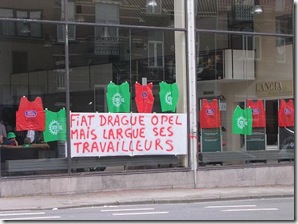 FIAT DRAGUE OPEL
MAIS LARGUE SES
TRAVAILLEURS
LANCIA